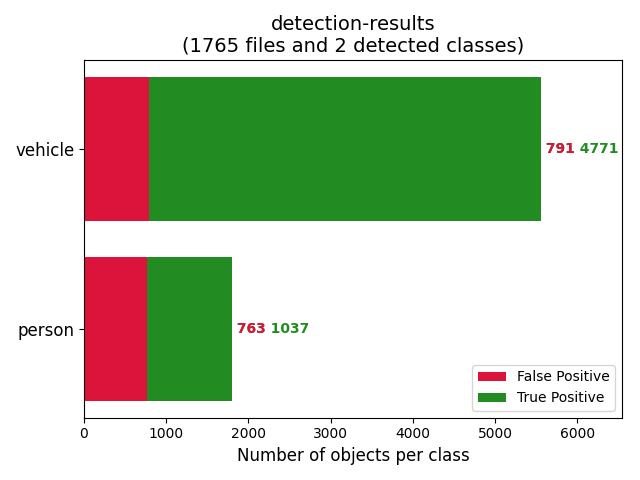 detection-results
(1765 files and 2 detected classes)
vehicle
791 4771
person
763 1037
False Positive
True Positive
0 1000 2000 3000 4000 5000 6000
Number of objects per class